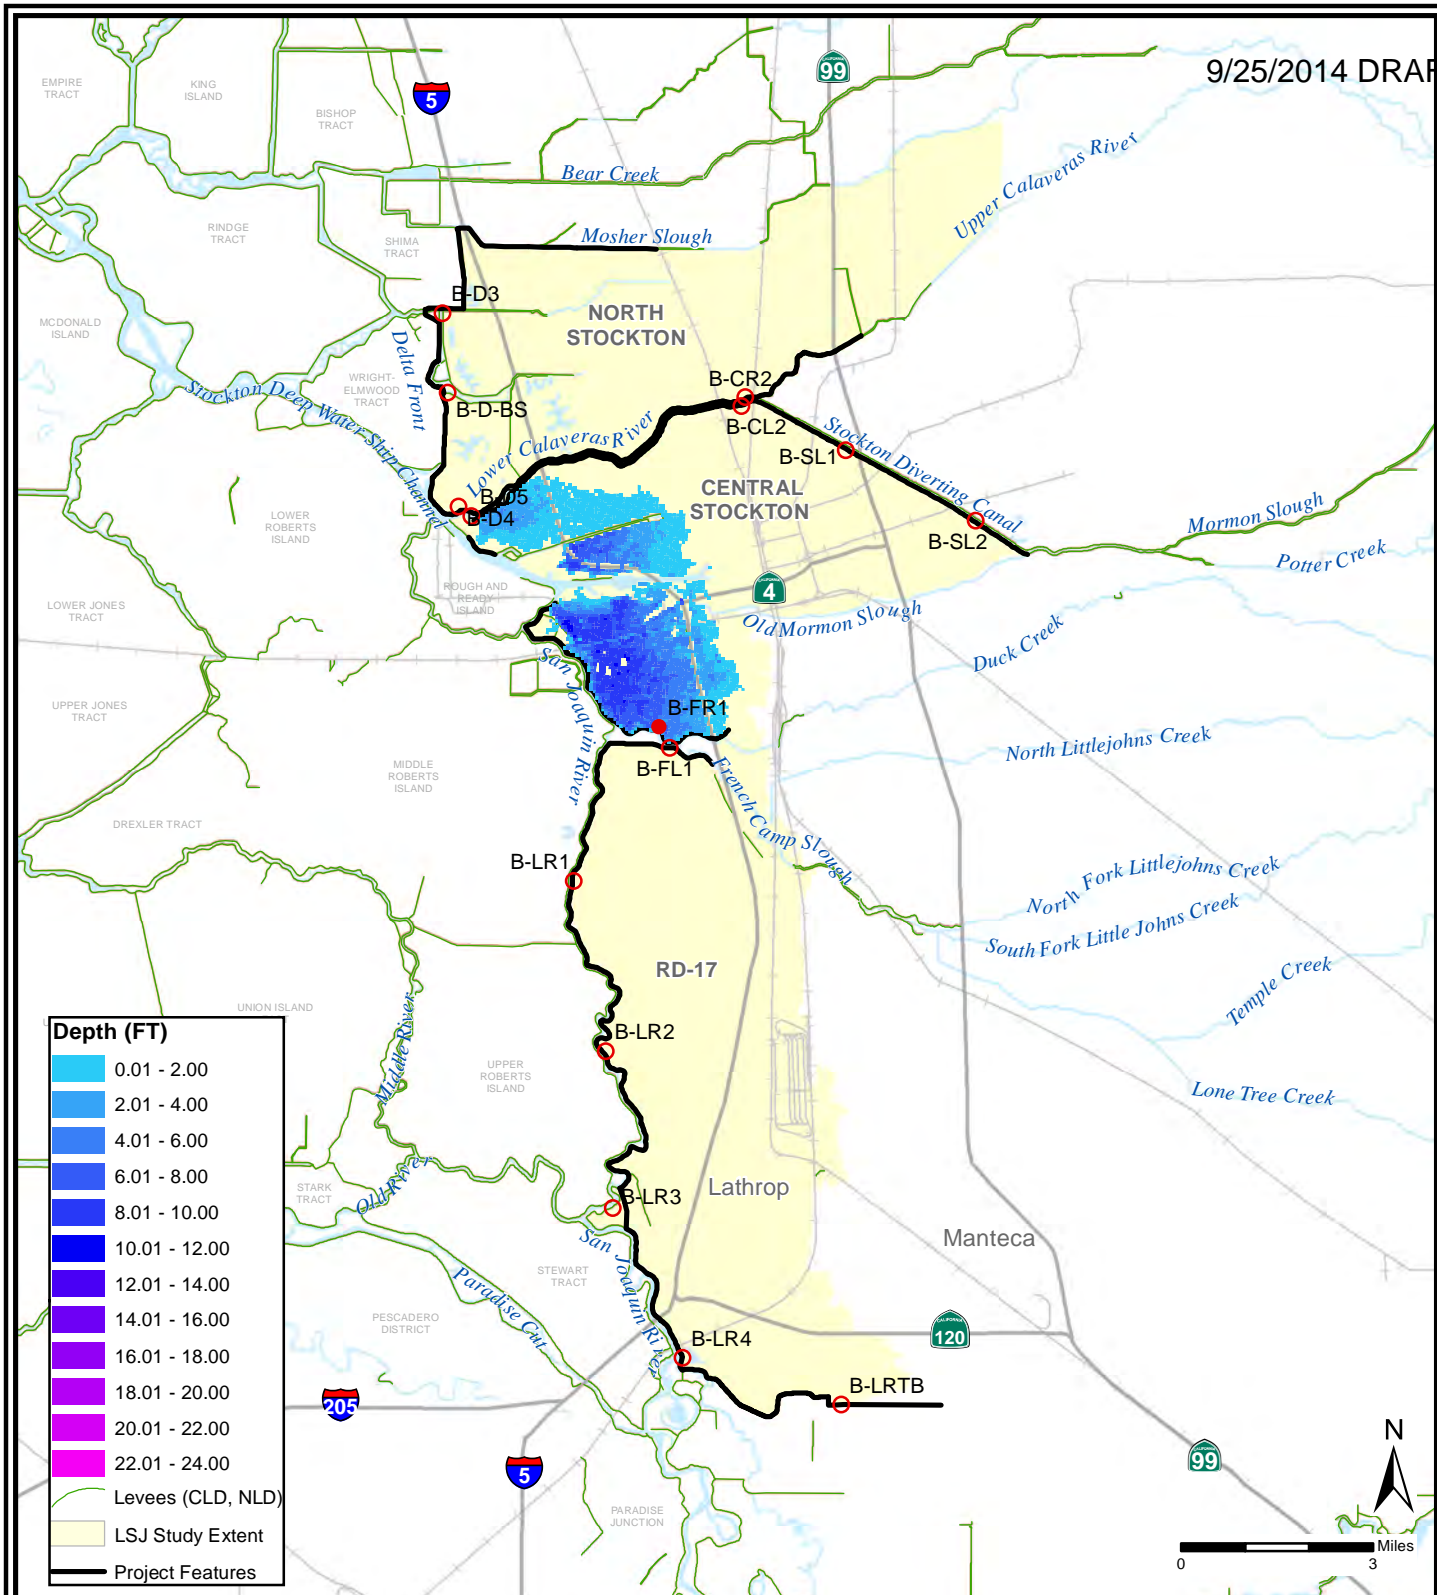 9/25/2014 DRAF
EMPIRE
TRACT
KING
ISLAND
BISHOP
TRACT
5
CALIFORNIA
99
Bear Creek
Upper Calaveras River
RINDGE
TRACT
SHIMA
TRACT
Mosher Slough
B-D3
NORTH
STOCKTON
MCDONALD
ISLAND
Delta Front
WRIGHT-
ELMWOOD
TRACT
B-D-BS
B-CR2
B-CL2
Stockton Deep Water Ship Channel
Lower Calaveras River
Stockton Diverting Canal
B-SL1
CENTRAL
STOCKTON
B-D5
B-D4
B-SL2
Mormon Slough
Potter Creek
LOWER
ROBERTS
ISLAND
ROUGH AND
READY
ISLAND
4
Old Mormon Slough
LOWER JONES
TRACT
Duck Creek
San Joaquin River
UPPER JONES
TRACT
B-FR1
B-FL1
North Littlejohns Creek
MIDDLE
ROBERTS
ISLAND
French Camp Slough
DREXLER TRACT
B-LR1
North Fork Littlejohns Creek
South Fork Little Johns Creek
RD-17
Temple Creek
UNION ISLAND
Middle River
B-LR2
UPPER
ROBERTS
ISLAND
Lone Tree Creek
STARK
TRACT
Old River
B-LR3
Lathrop
Manteca
San Joaquin River
STEWART
TRACT
Paradise Cut
PESCADERO
DISTRICT
CALIFORNIA
120
B-LR4
B-LRTB
205
5
CALIFORNIA
99
PARADISE
JUNCTION
N
Miles
0 3
Depth (FT)
0.01 - 2.00
2.01 - 4.00
4.01 - 6.00
6.01 - 8.00
8.01 - 10.00
10.01 - 12.00
12.01 - 14.00
14.01 - 16.00
16.01 - 18.00
18.01 - 20.00
20.01 - 22.00
22.01 - 24.00
Levees (CLD, NLD)
LSJ Study Extent
Project Features